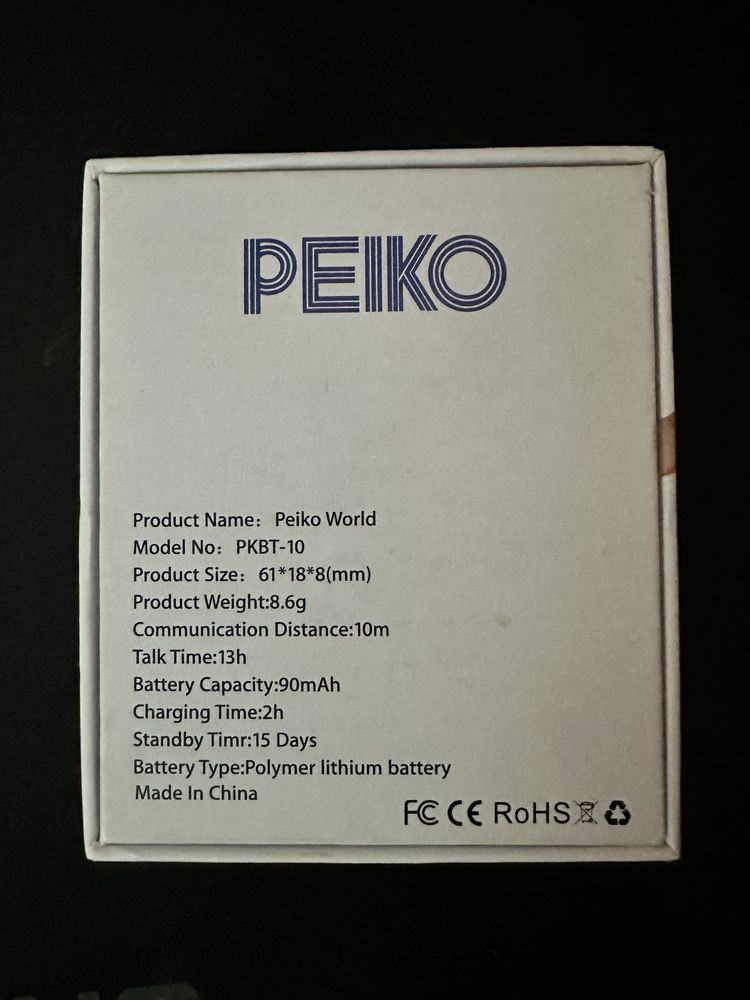 PEIKO
Product Name： Peiko World
Model No： PKBT-10
Product Size： 61*18*8(mm)
Product Weight:8.6g
Communication Distance:10m
Talk Time:13h
Battery Capacity:90mAh
Charging Time:2h
Standby Timr:15 Days
Battery Type:Polymer lithium battery
Made In China
FC CE RoHS